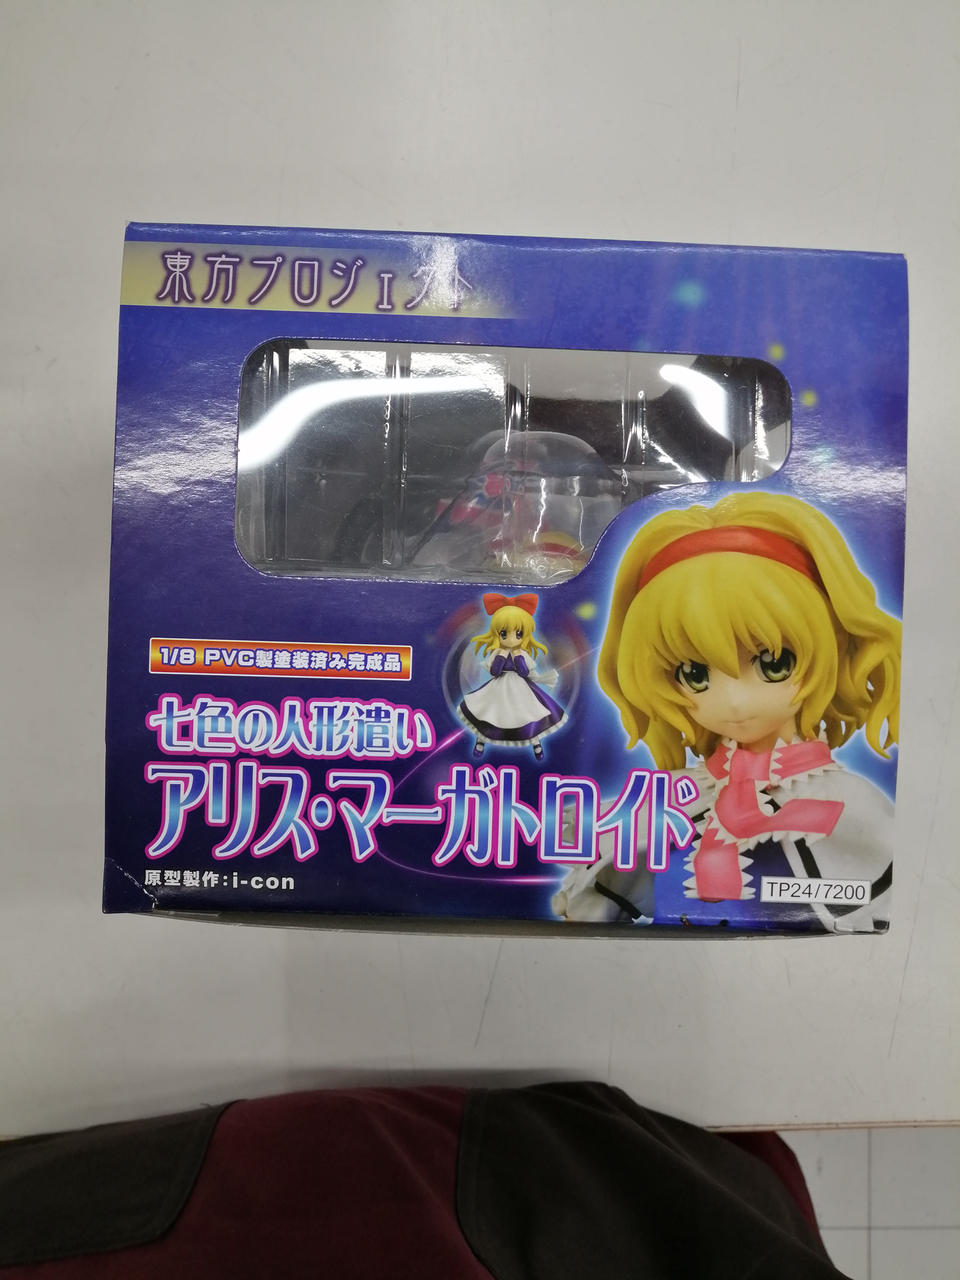 東方プロジェクト
1/8 PVC製塗装済み完成品
七色の人形遣い
アリス・マーガトロイド
原型製作:i-con
TP24/7200